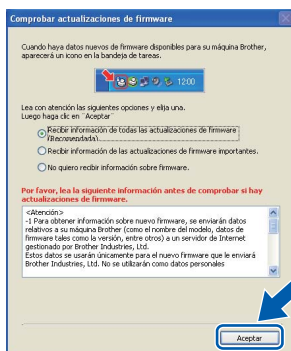 Comprobar actualizaciones de firmware
Cuando haya datos nuevos de firmware disponibles para su máquina Brother,
aparecerá un icono en la bandeja de tareas.
12:00
Lea con atención las siguientes opciones y elija una.
Luego haga clic en ¨Aceptar¨
Recibir información de todas las actualizaciones de firmware
(Recomendada)
Recibir información de las actualizaciones de firmware importantes.
No quiero recibir información sobre firmware.
Por favor, lea la siguiente información antes de comprobar si hay
actualizaciones de firmware.
<Atención>
-1 Para obtener información sobre nuevo firmware, se enviarán datos
relativos a su máquina Brother (como el nombre del modelo, datos de
firmware tales como la versión, entre otros) a un servidor de Internet
gestionado por Brother Industries, Ltd.
Estos datos se usarán únicamente para el nuevo firmware que le enviará
Brother Industries, Ltd. No se utilizarán como datos personales
Aceptar